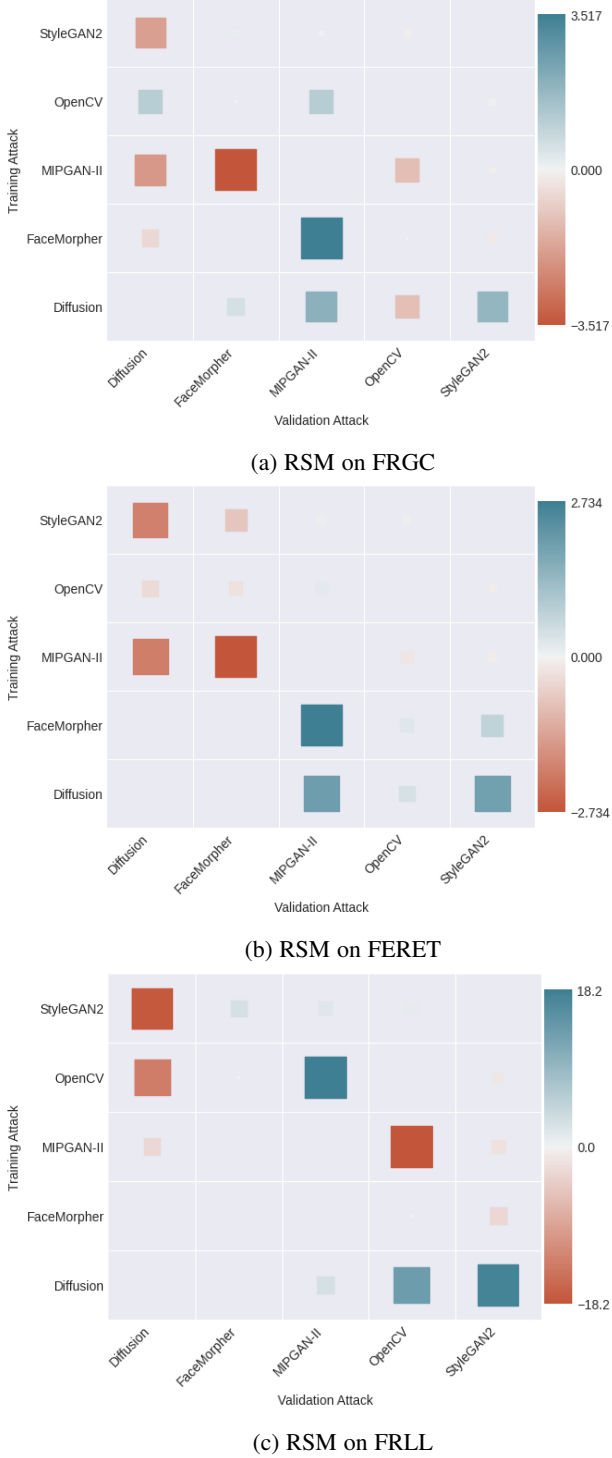 StyleGAN2
OpenCV
MIPGAN-II
FaceMorpher
Diffusion
Training Attack
3.517
0.000
−3.517
Diffusion
FaceMorpher
MIPGAN-II
OpenCV
StyleGAN2
Validation Attack
(a) RSM on FRGC
StyleGAN2
OpenCV
MIPGAN-II
FaceMorpher
Diffusion
Training Attack
2.734
0.000
−2.734
Diffusion
FaceMorpher
MIPGAN-II
OpenCV
StyleGAN2
Validation Attack
(b) RSM on FERET
StyleGAN2
OpenCV
MIPGAN-II
FaceMorpher
Diffusion
Training Attack
18.2
0.0
−18.2
Diffusion
FaceMorpher
MIPGAN-II
OpenCV
StyleGAN2
Validation Attack
(c) RSM on FRLL